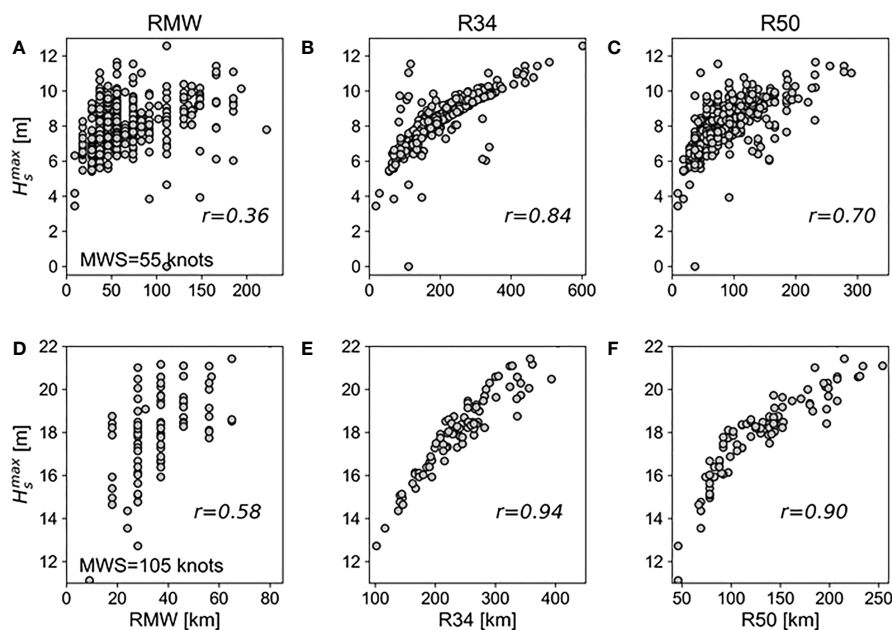 RMW R34 R50
A B C
12 12 12
10 10 10
8 8 8
6 6 6
4 4 4
2 2 2
0 0 0
H_s^max [m]
r=0.36 r=0.84 r=0.70
MWS=55 knots
0 50 100 150 200 0 200 400 600 0 100 200 300
D E F
22 22 22
20 20 20
18 18 18
16 16 16
14 14 14
12 12 12
H_s^max [m]
r=0.58 r=0.94 r=0.90
MWS=105 knots
0 20 40 60 80 100 200 300 400 50 100 150 200 250
RMW [km] R34 [km] R50 [km]